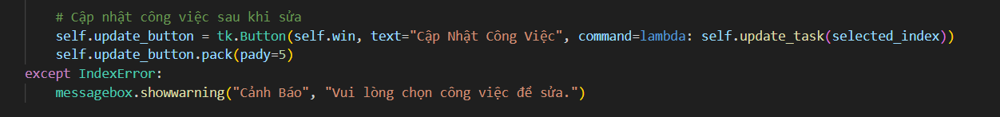 # Cập nhật công việc sau khi sửa
self.update_button = tk.Button(self.win, text="Cập Nhật Công Việc", command=lambda: self.update_task(selected_index))
self.update_button.pack(pady=5)
except IndexError:
messagebox.showwarning("Cảnh Báo", "Vui lòng chọn công việc để sửa.")